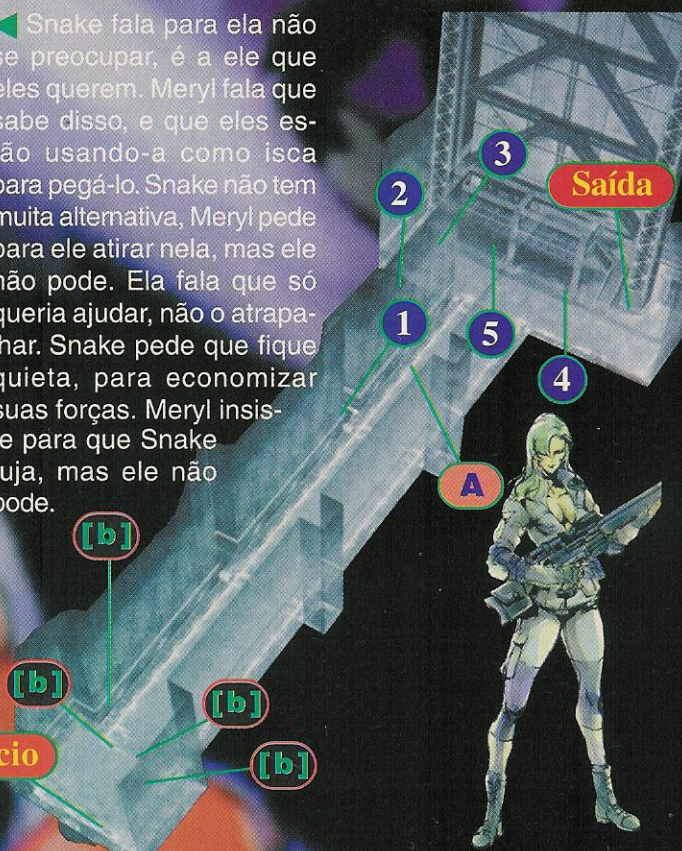 ◀ Snake fala para ela não
se preocupar, é a ele que
eles querem. Meryl fala que
sabe disso, e que eles es-
tão usando-a como isca
para pegá-lo. Snake não tem
muita alternativa, Meryl pede
para ele atirar nela, mas ele
não pode. Ela fala que só
queria ajudar, não o atrapa-
lhar. Snake pede que fique
quieta, para economizar
suas forças. Meryl insis-
te para que Snake
fuja, mas ele não
pode.
3
2
Saída
1
5
4
A
[b]
[b]
[b]
[b]
cio